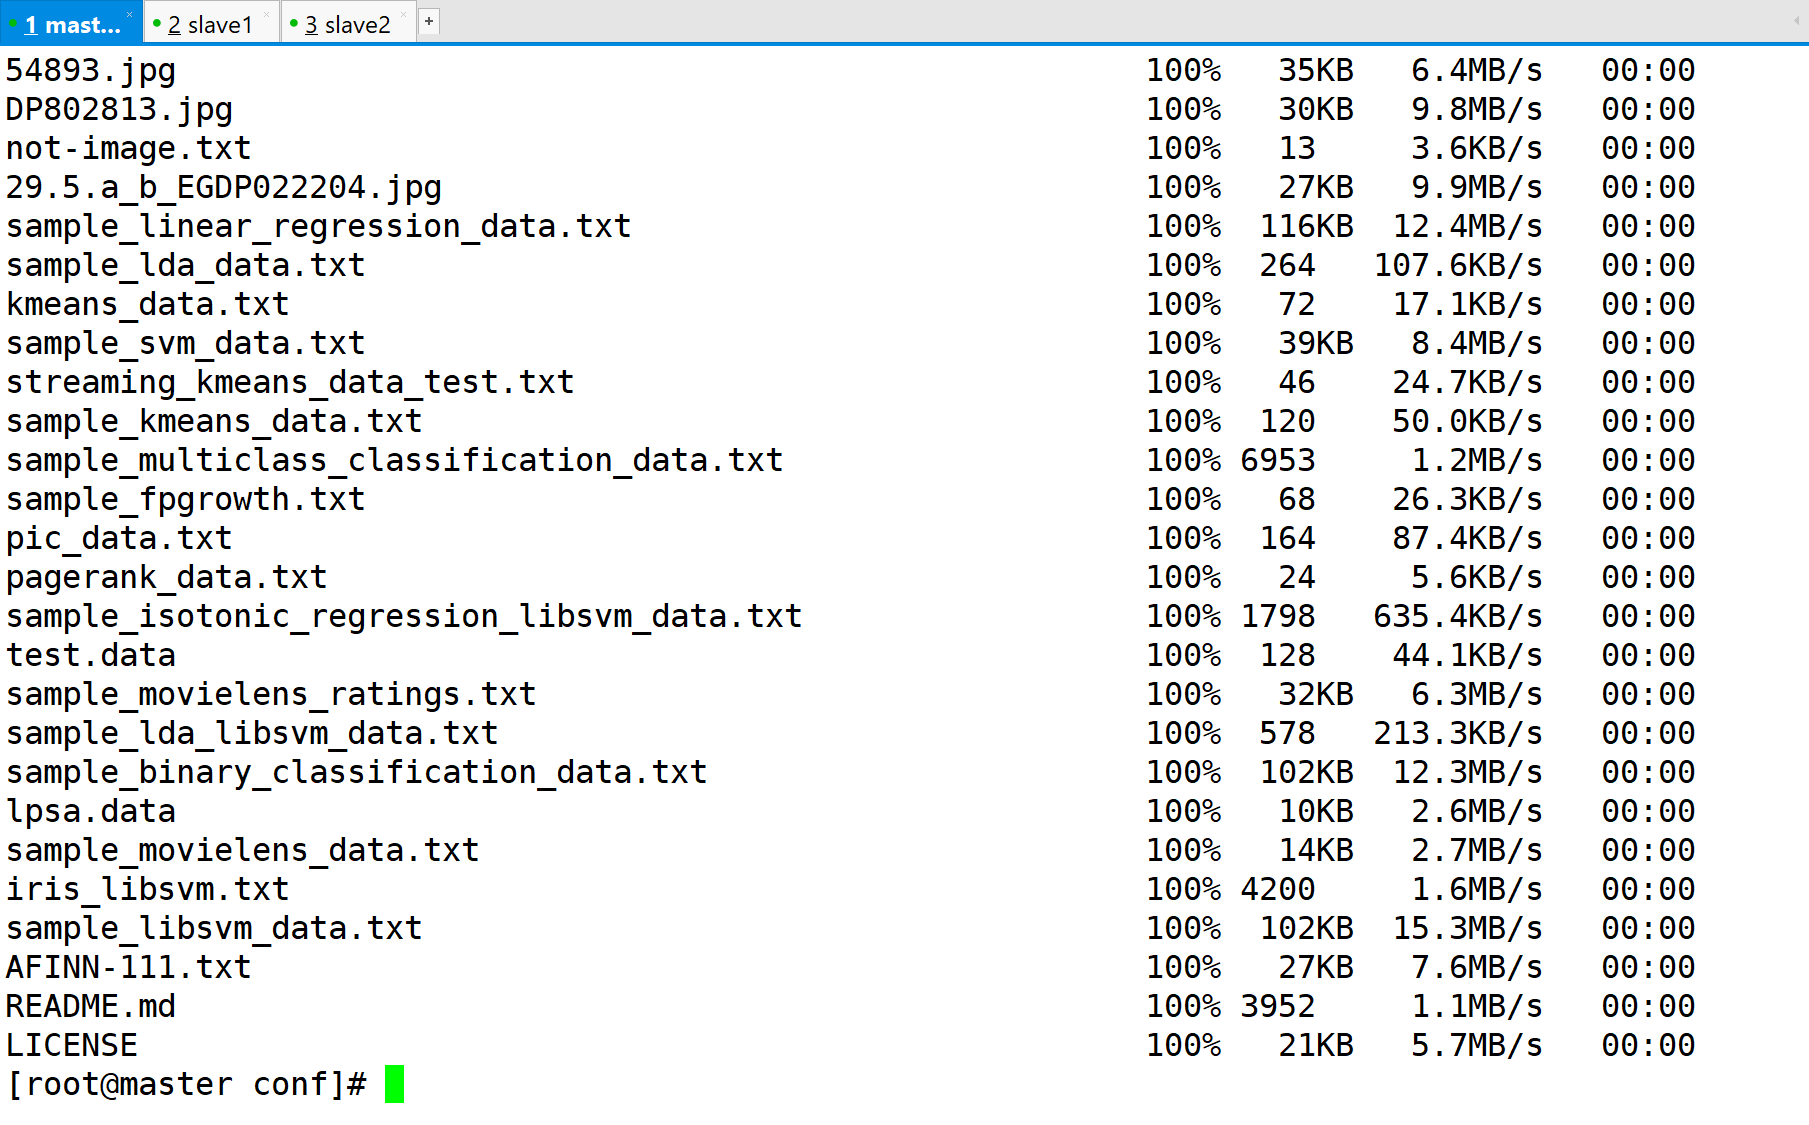 1 mast... × 2 slave1 × 3 slave2 × +
54893.jpg 100% 35KB 6.4MB/s 00:00
DP802813.jpg 100% 30KB 9.8MB/s 00:00
not-image.txt 100% 13 3.6KB/s 00:00
29.5.a_b_EGDP022204.jpg 100% 27KB 9.9MB/s 00:00
sample_linear_regression_data.txt 100% 116KB 12.4MB/s 00:00
sample_lda_data.txt 100% 264 107.6KB/s 00:00
kmeans_data.txt 100% 72 17.1KB/s 00:00
sample_svm_data.txt 100% 39KB 8.4MB/s 00:00
streaming_kmeans_data_test.txt 100% 46 24.7KB/s 00:00
sample_kmeans_data.txt 100% 120 50.0KB/s 00:00
sample_multiclass_classification_data.txt 100% 6953 1.2MB/s 00:00
sample_fpgrowth.txt 100% 68 26.3KB/s 00:00
pic_data.txt 100% 164 87.4KB/s 00:00
pagerank_data.txt 100% 24 5.6KB/s 00:00
sample_isotonic_regression_libsvm_data.txt 100% 1798 635.4KB/s 00:00
test.data 100% 128 44.1KB/s 00:00
sample_movielens_ratings.txt 100% 32KB 6.3MB/s 00:00
sample_lda_libsvm_data.txt 100% 578 213.3KB/s 00:00
sample_binary_classification_data.txt 100% 102KB 12.3MB/s 00:00
lpsa.data 100% 10KB 2.6MB/s 00:00
sample_movielens_data.txt 100% 14KB 2.7MB/s 00:00
iris_libsvm.txt 100% 4200 1.6MB/s 00:00
sample_libsvm_data.txt 100% 102KB 15.3MB/s 00:00
AFINN-111.txt 100% 27KB 7.6MB/s 00:00
README.md 100% 3952 1.1MB/s 00:00
LICENSE 100% 21KB 5.7MB/s 00:00
[root@master conf]#